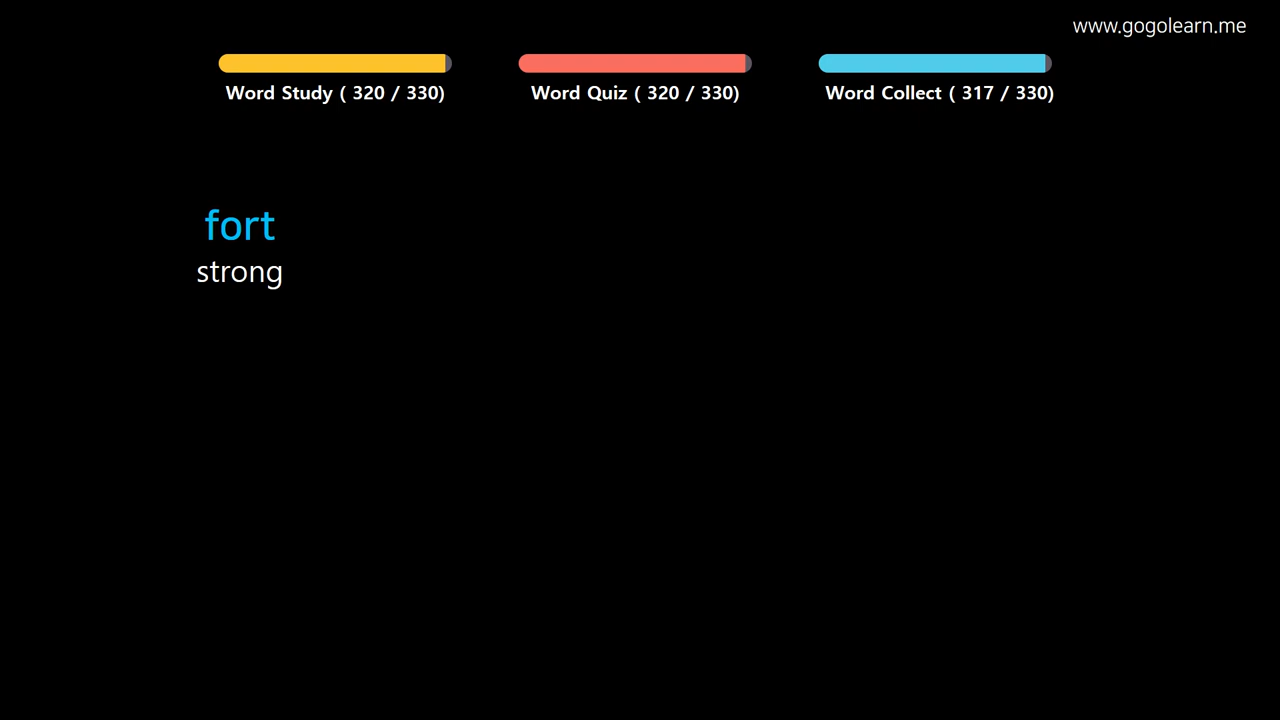 www.gogolearn.me
Word Study ( 320 / 330)
Word Quiz ( 320 / 330)
Word Collect ( 317 / 330)
fort
strong